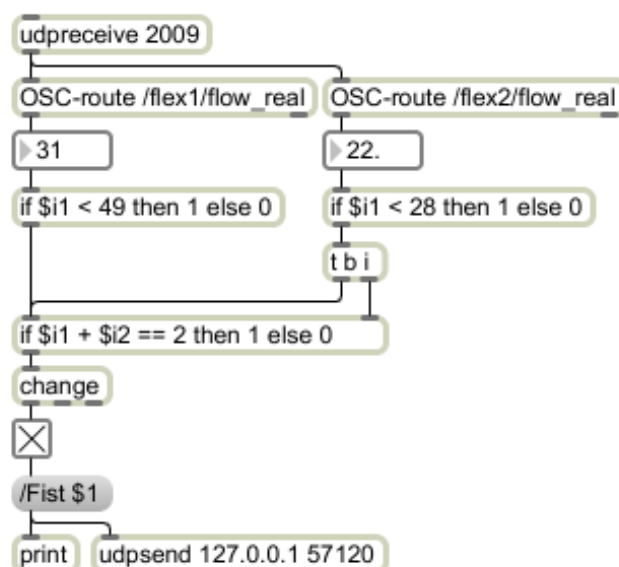 udpreceive 2009
OSC-route /flex1/flow_real OSC-route /flex2/flow_real
31 22.
if $i1 < 49 then 1 else 0 if $i1 < 28 then 1 else 0
t b i
if $i1 + $i2 == 2 then 1 else 0
change
/Fist $1
print udpsend 127.0.0.1 57120